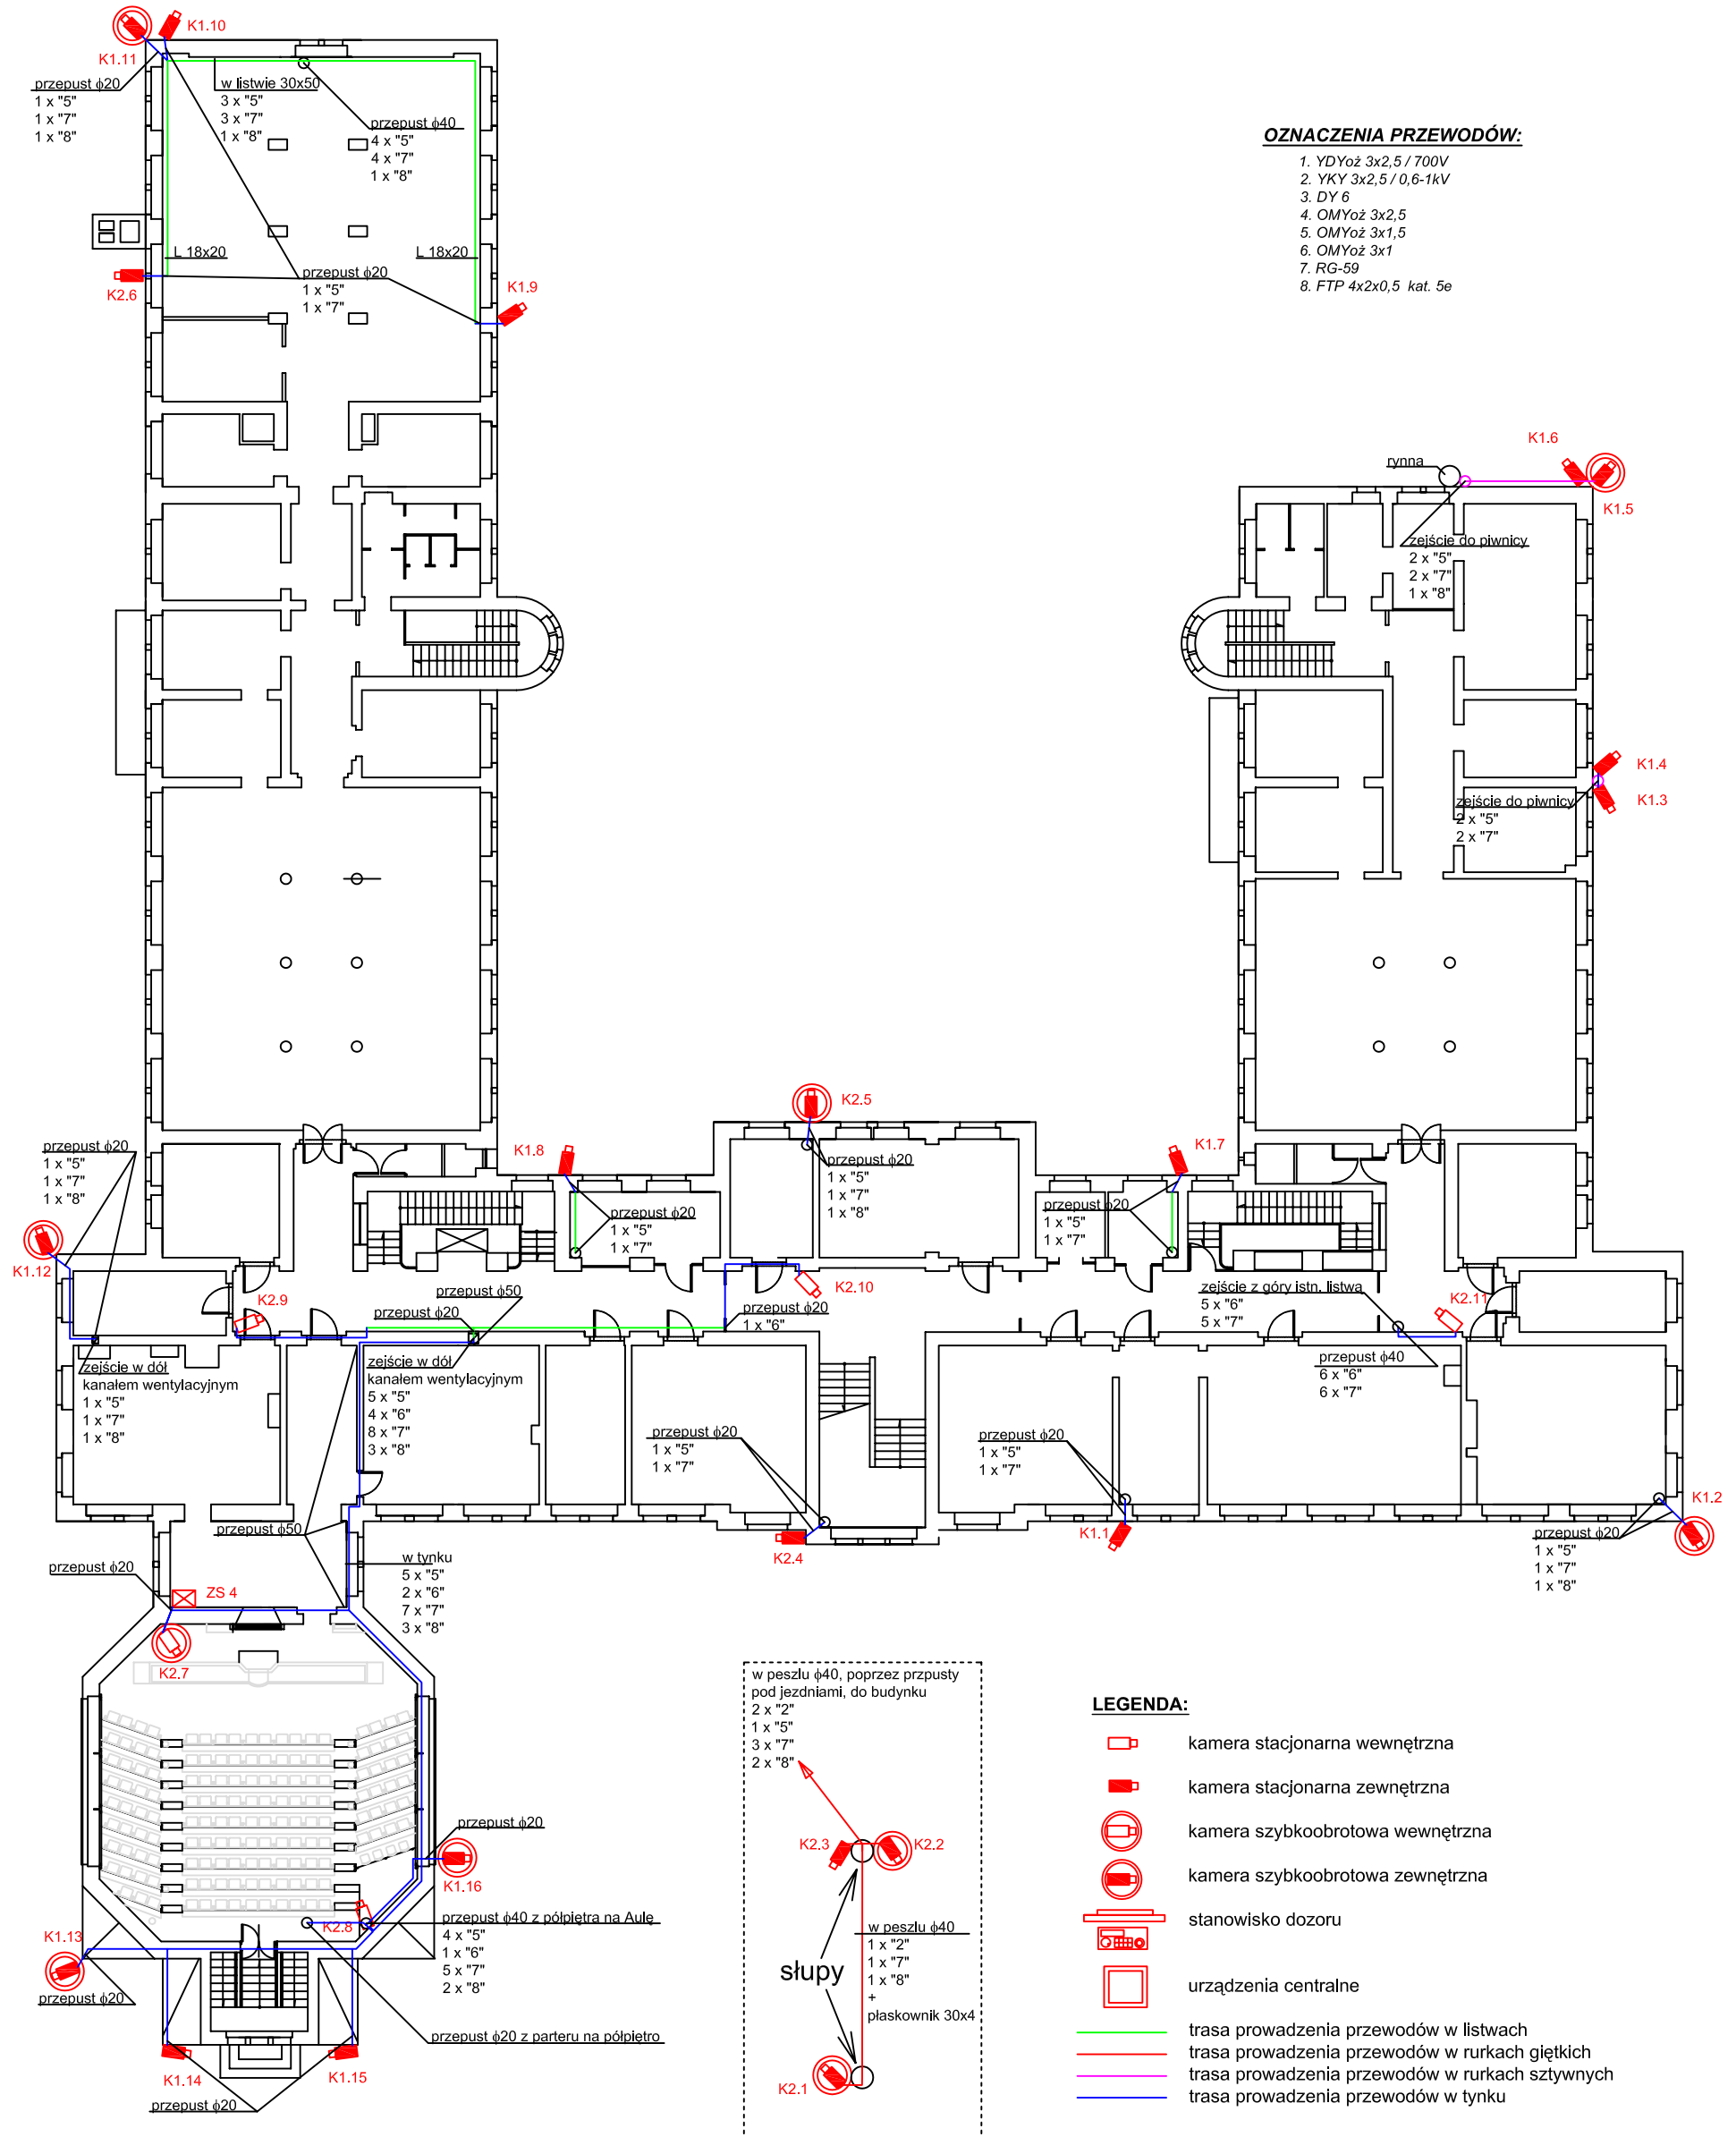 K1.10
K1.11
przepust ϕ20
1 x "5"
1 x "7"
1 x "8"
w listwie 30x50
3 x "5"
3 x "7"
1 x "8"
przepust ϕ40
4 x "5"
4 x "7"
1 x "8"
OZNACZENIA PRZEWODÓW:
1. YDYoż 3x2,5 / 700V
2. YKY 3x2,5 / 0,6-1kV
3. DY 6
4. OMYoż 3x2,5
5. OMYoż 3x1,5
6. OMYoż 3x1
7. RG-59
8. FTP 4x2x0,5 kat. 5e
L 18x20
L 18x20
K2.6
przepust ϕ20
1 x "5"
1 x "7"
K1.9
K1.6
rynna
K1.5
zejście do piwnicy
2 x "5"
2 x "7"
1 x "8"
K1.4
K1.3
zejście do piwnicy
2 x "5"
2 x "7"
K2.5
przepust ϕ20
1 x "5"
1 x "7"
1 x "8"
K1.8
K1.7
przepust ϕ20
1 x "5"
1 x "7"
1 x "8"
przepust ϕ20
1 x "5"
1 x "7"
przepust ϕ20
1 x "5"
1 x "7"
K1.12
K2.9
przepust ϕ50
przepust ϕ20
K2.10
przepust ϕ20
1 x "6"
zejście z góry istn. listwa
5 x "6"
5 x "7"
K2.11
zejście w dół
kanałem wentylacyjnym
1 x "5"
1 x "7"
1 x "8"
zejście w dół
kanałem wentylacyjnym
5 x "5"
4 x "6"
8 x "7"
3 x "8"
przepust ϕ40
6 x "6"
6 x "7"
przepust ϕ20
1 x "5"
1 x "7"
przepust ϕ20
1 x "5"
1 x "7"
K1.2
K1.1
K2.4
przepust ϕ20
1 x "5"
1 x "7"
1 x "8"
przepust ϕ50
przepust ϕ20
ZS 4
w tynku
5 x "5"
2 x "6"
7 x "7"
3 x "8"
K2.7
w peszlu ϕ40, poprzez przpusty
pod jezdniami, do budynku
2 x "2"
1 x "5"
3 x "7"
2 x "8"
K2.3
K2.2
w peszlu ϕ40
1 x "2"
1 x "7"
1 x "8"
+
płaskownik 30x4
słupy
K2.1
przepust ϕ20
K1.16
K2.8
przepust ϕ40 z półpiętra na Aulę
4 x "5"
1 x "6"
5 x "7"
2 x "8"
K1.13
przepust ϕ20
przepust ϕ20 z parteru na półpiętro
K1.14
K1.15
przepust ϕ20
LEGENDA:
kamera stacjonarna wewnętrzna
kamera stacjonarna zewnętrzna
kamera szybkoobrotowa wewnętrzna
kamera szybkoobrotowa zewnętrzna
stanowisko dozoru
urządzenia centralne
trasa prowadzenia przewodów w listwach
trasa prowadzenia przewodów w rurkach giętkich
trasa prowadzenia przewodów w rurkach sztywnych
trasa prowadzenia przewodów w tynku